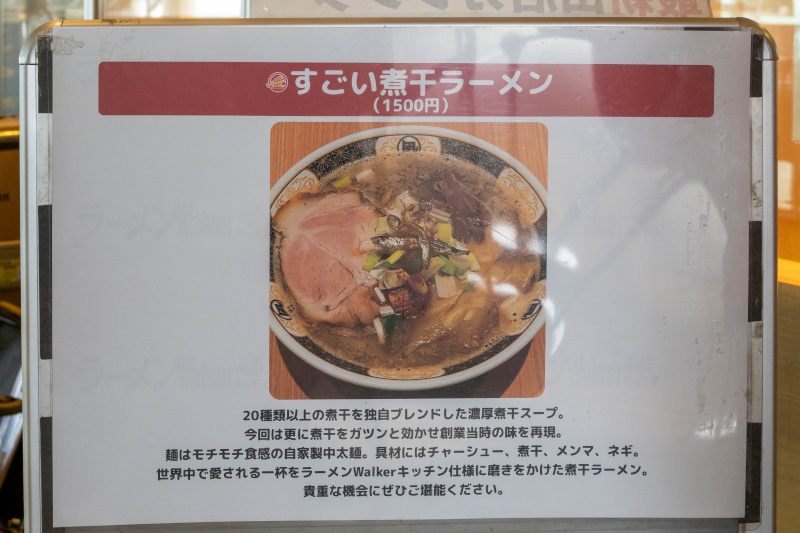 すごい煮干ラーメン
（1500円）
20種類以上の煮干を独自ブレンドした濃厚煮干スープ。
今回は更に煮干をガツンと効かせ創業当時の味を再現。
麺はモチモチ食感の自家製中太麺。具材にはチャーシュー、煮干、メンマ、ネギ。
世界中で愛される一杯をラーメンWalkerキッチン仕様に磨きをかけた煮干ラーメン。
貴重な機会にぜひご堪能ください。